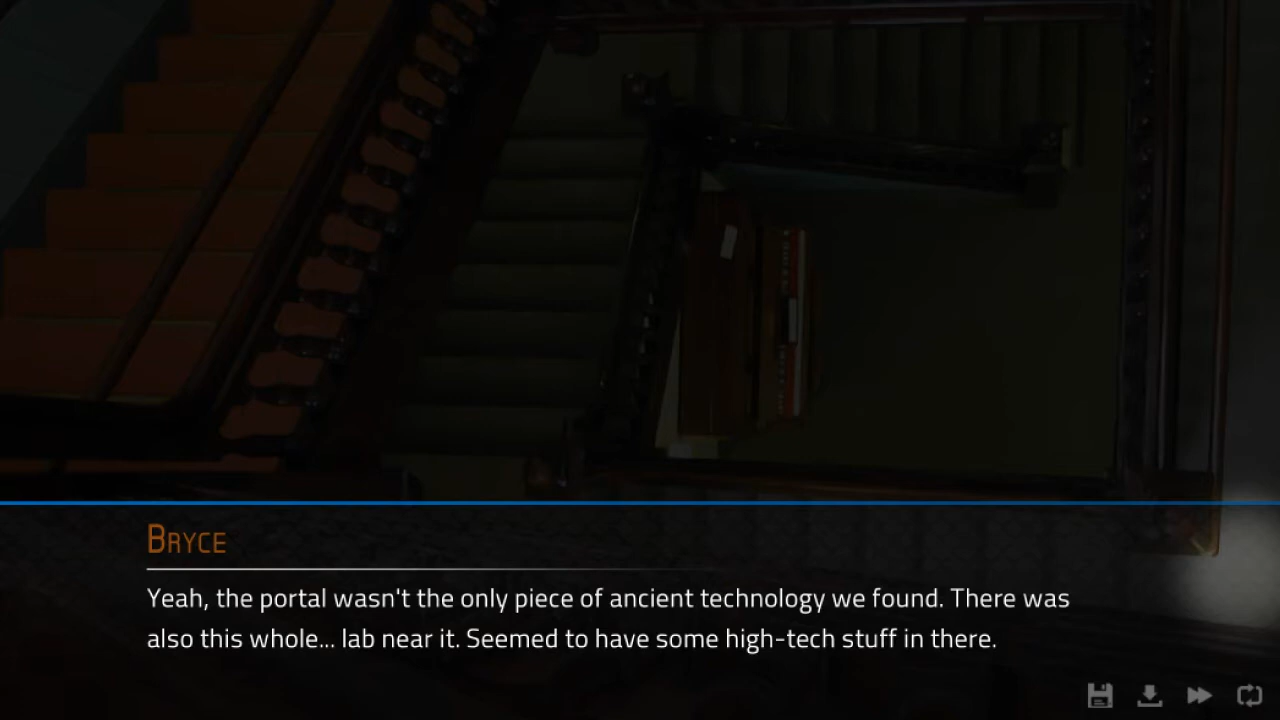 Bryce
Yeah, the portal wasn't the only piece of ancient technology we found. There was
also this whole... lab near it. Seemed to have some high-tech stuff in there.